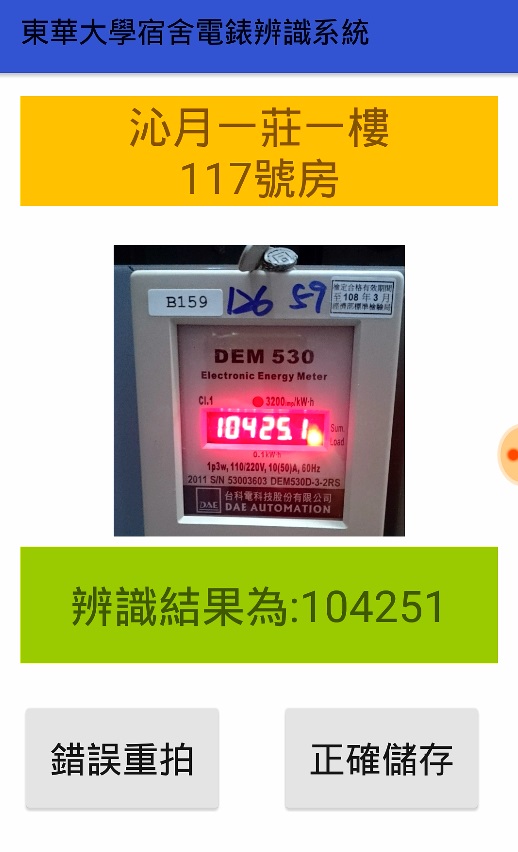 東華大學宿舍電錶辨識系統
沁月一莊一樓
117號房
B159
126 59
檢定合格有效期間
至108年3月
經濟部標準檢驗局
DEM 530
Electronic Energy Meter
Cl.1
3200imp/kW·h
104251
Sum.
Load
0.1kW·h
1p3w, 110/220V, 10(50)A, 60Hz
2011 S/N 53003603 DEM530D-3-2RS
DAE
台科電科技股份有限公司
DAE AUTOMATION
辨識結果為:104251
錯誤重拍
正確儲存